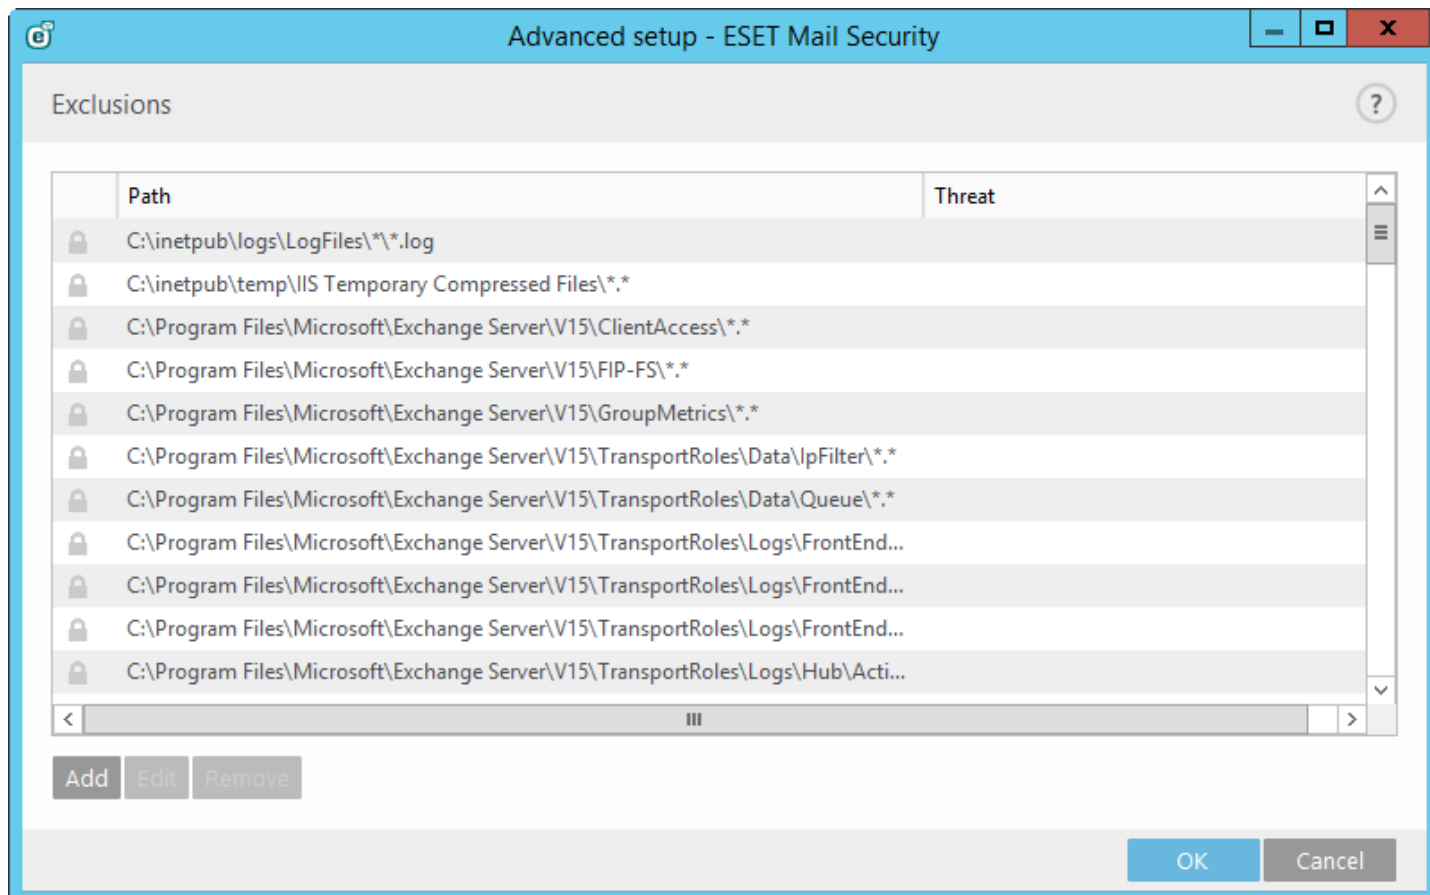 Advanced setup - ESET Mail Security
Exclusions
?
Path Threat
C:\inetpub\logs\LogFiles\*\*.log
C:\inetpub\temp\IIS Temporary Compressed Files\*.*
C:\Program Files\Microsoft\Exchange Server\V15\ClientAccess\*.*
C:\Program Files\Microsoft\Exchange Server\V15\FIP-FS\*.*
C:\Program Files\Microsoft\Exchange Server\V15\GroupMetrics\*.*
C:\Program Files\Microsoft\Exchange Server\V15\TransportRoles\Data\IpFilter\*.*
C:\Program Files\Microsoft\Exchange Server\V15\TransportRoles\Data\Queue\*.*
C:\Program Files\Microsoft\Exchange Server\V15\TransportRoles\Logs\FrontEnd...
C:\Program Files\Microsoft\Exchange Server\V15\TransportRoles\Logs\FrontEnd...
C:\Program Files\Microsoft\Exchange Server\V15\TransportRoles\Logs\FrontEnd...
C:\Program Files\Microsoft\Exchange Server\V15\TransportRoles\Logs\Hub\Acti...
Add Edit Remove
OK Cancel